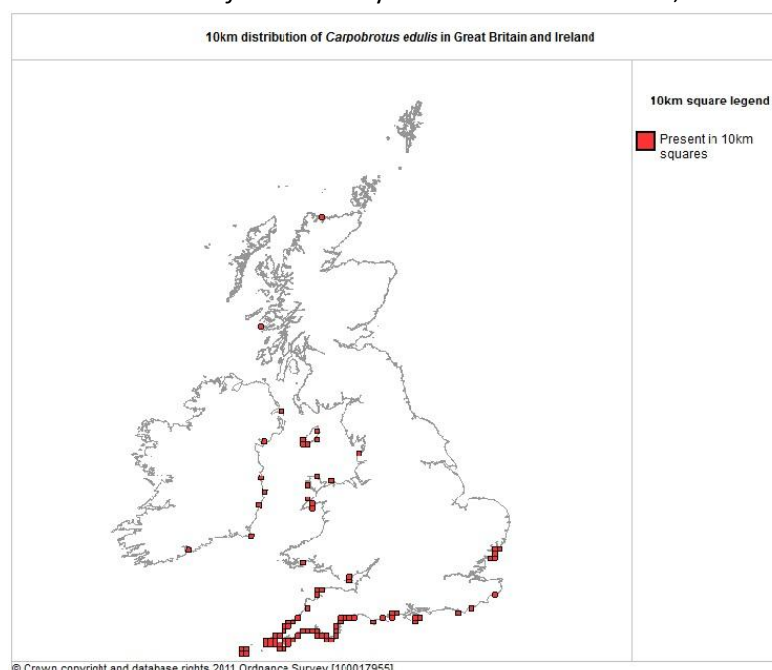 10km distribution of Carpobrotus edulis in Great Britain and Ireland
10km square legend
Present in 10km
squares
© Crown copyright and database rights 2011 Ordnance Survey [100017955]